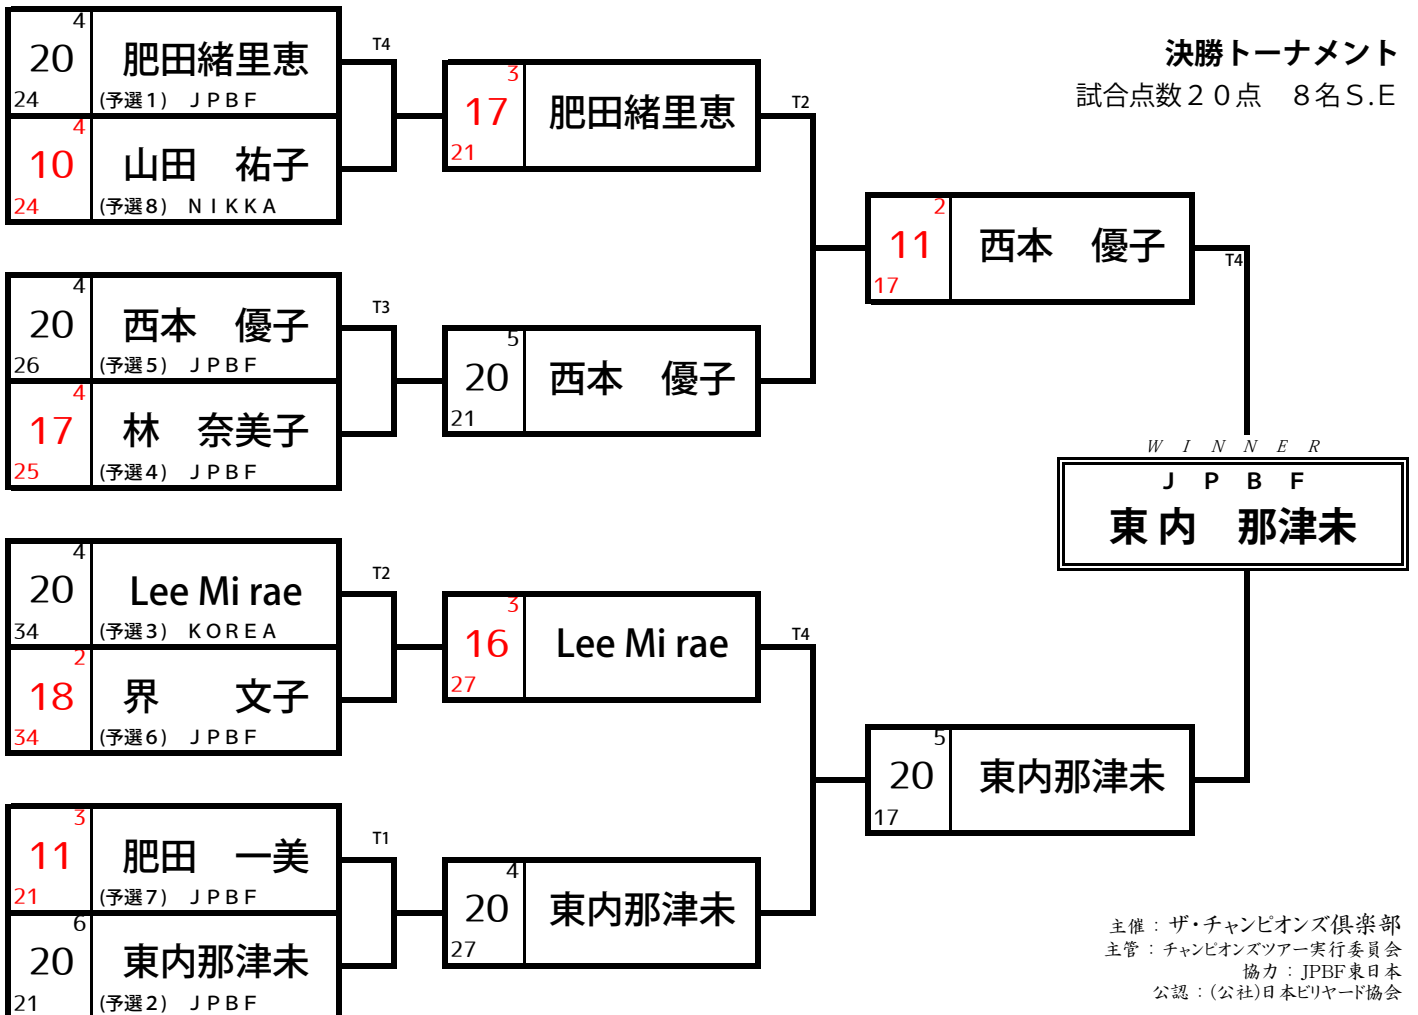 決勝トーナメント
試合点数２０点　８名Ｓ.Ｅ
4
20 肥田緒里恵
24 (予選１)　ＪＰＢＦ
4
10 山田　祐子
24 (予選８)　ＮＩＫＫＡ
T4
4
20 西本　優子
26 (予選５)　ＪＰＢＦ
4
17 林　奈美子
25 (予選４)　ＪＰＢＦ
T3
4
20 Lee Mi rae
34 (予選３)　ＫＯＲＥＡ
2
18 界　　文子
34 (予選６)　ＪＰＢＦ
T2
3
11 肥田　一美
21 (予選７)　ＪＰＢＦ
6
20 東内那津未
21 (予選２)　ＪＰＢＦ
T1
3
17 肥田緒里恵
21
T2
5
20 西本　優子
21
3
16 Lee Mi rae
27
T4
4
20 東内那津未
27
2
11 西本　優子
17
T4
5
20 東内那津未
17
ＷＩＮＮＥＲ
Ｊ Ｐ Ｂ Ｆ
東内　那津未
主催：ザ・チャンピオンズ倶楽部
主管：チャンピオンズツアー実行委員会
協力：JPBF東日本
公認：(公社)日本ビリヤード協会